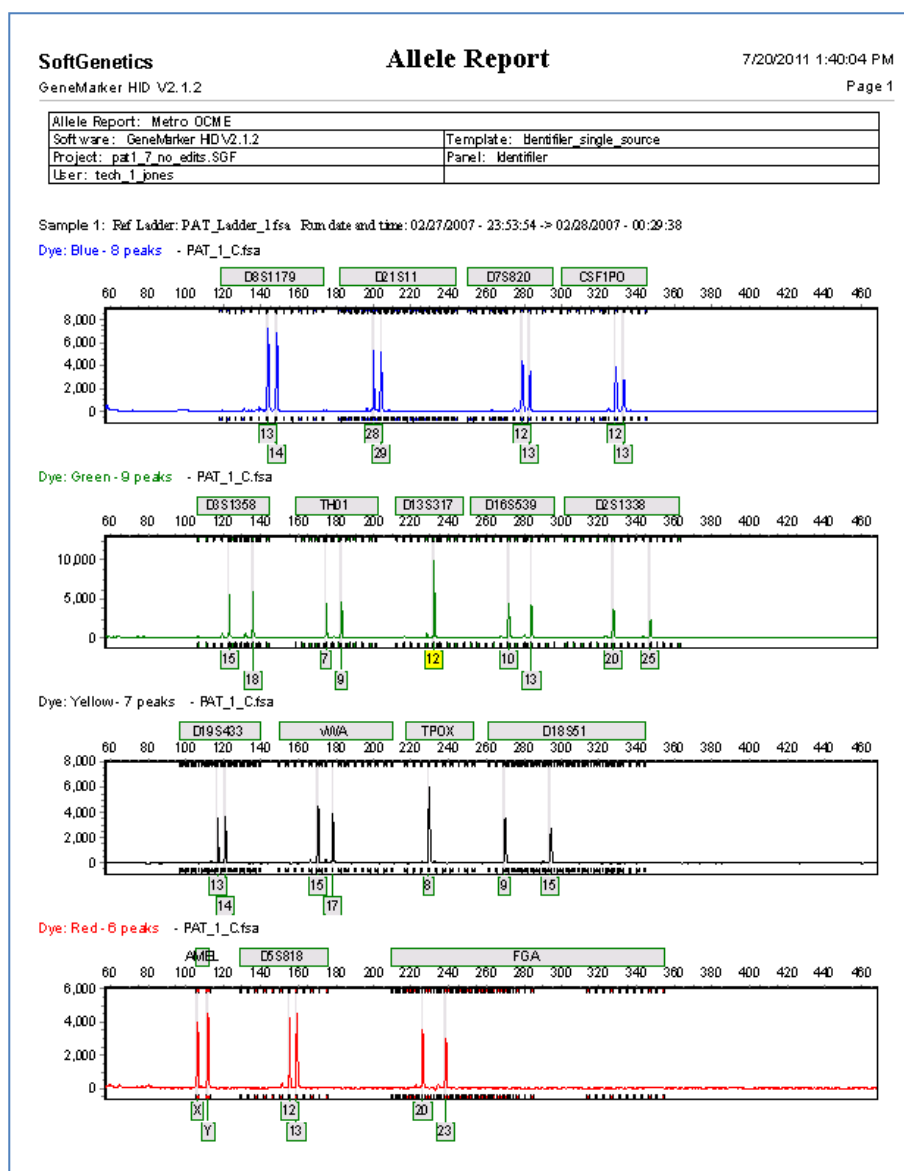 SoftGenetics Allele Report 7/20/2011 1:40:04 PM
GeneMarker HID V2.1.2 Page 1
Allele Report: Metro OCME
Software: GeneMarker HID V2.1.2 Template: Identifiler_single_source
Project: pat1_7_no_edits.SGF Panel: Identifiler
User: tech_1_jones
Sample 1: Ref Ladder: PAT_Ladder_1.fsa Run date and time: 02/27/2007 - 23:53:54 -> 02/28/2007 - 00:29:38
Dye: Blue - 8 peaks - PAT_1_C.fsa
D8S1179 D21S11 D7S820 CSF1PO
60 80 100 120 140 160 180 200 220 240 260 280 300 320 340 360 380 400 420 440 460
8,000
6,000
4,000
2,000
0
13 28 12 12
14 29 13 13
Dye: Green - 9 peaks - PAT_1_C.fsa
D3S1358 TH01 D13S317 D16S539 D2S1338
60 80 100 120 140 160 180 200 220 240 260 280 300 320 340 360 380 400 420 440 460
10,000
5,000
0
15 7 12 10 20 25
18 9 13
Dye: Yellow - 7 peaks - PAT_1_C.fsa
D19S433 vWA TPOX D18S51
60 80 100 120 140 160 180 200 220 240 260 280 300 320 340 360 380 400 420 440 460
8,000
6,000
4,000
2,000
0
13 15 8 9 15
14 17
Dye: Red - 6 peaks - PAT_1_C.fsa
AMEL D5S818 FGA
60 80 100 120 140 160 180 200 220 240 260 280 300 320 340 360 380 400 420 440 460
6,000
4,000
2,000
0
X 12 20
Y 13 23